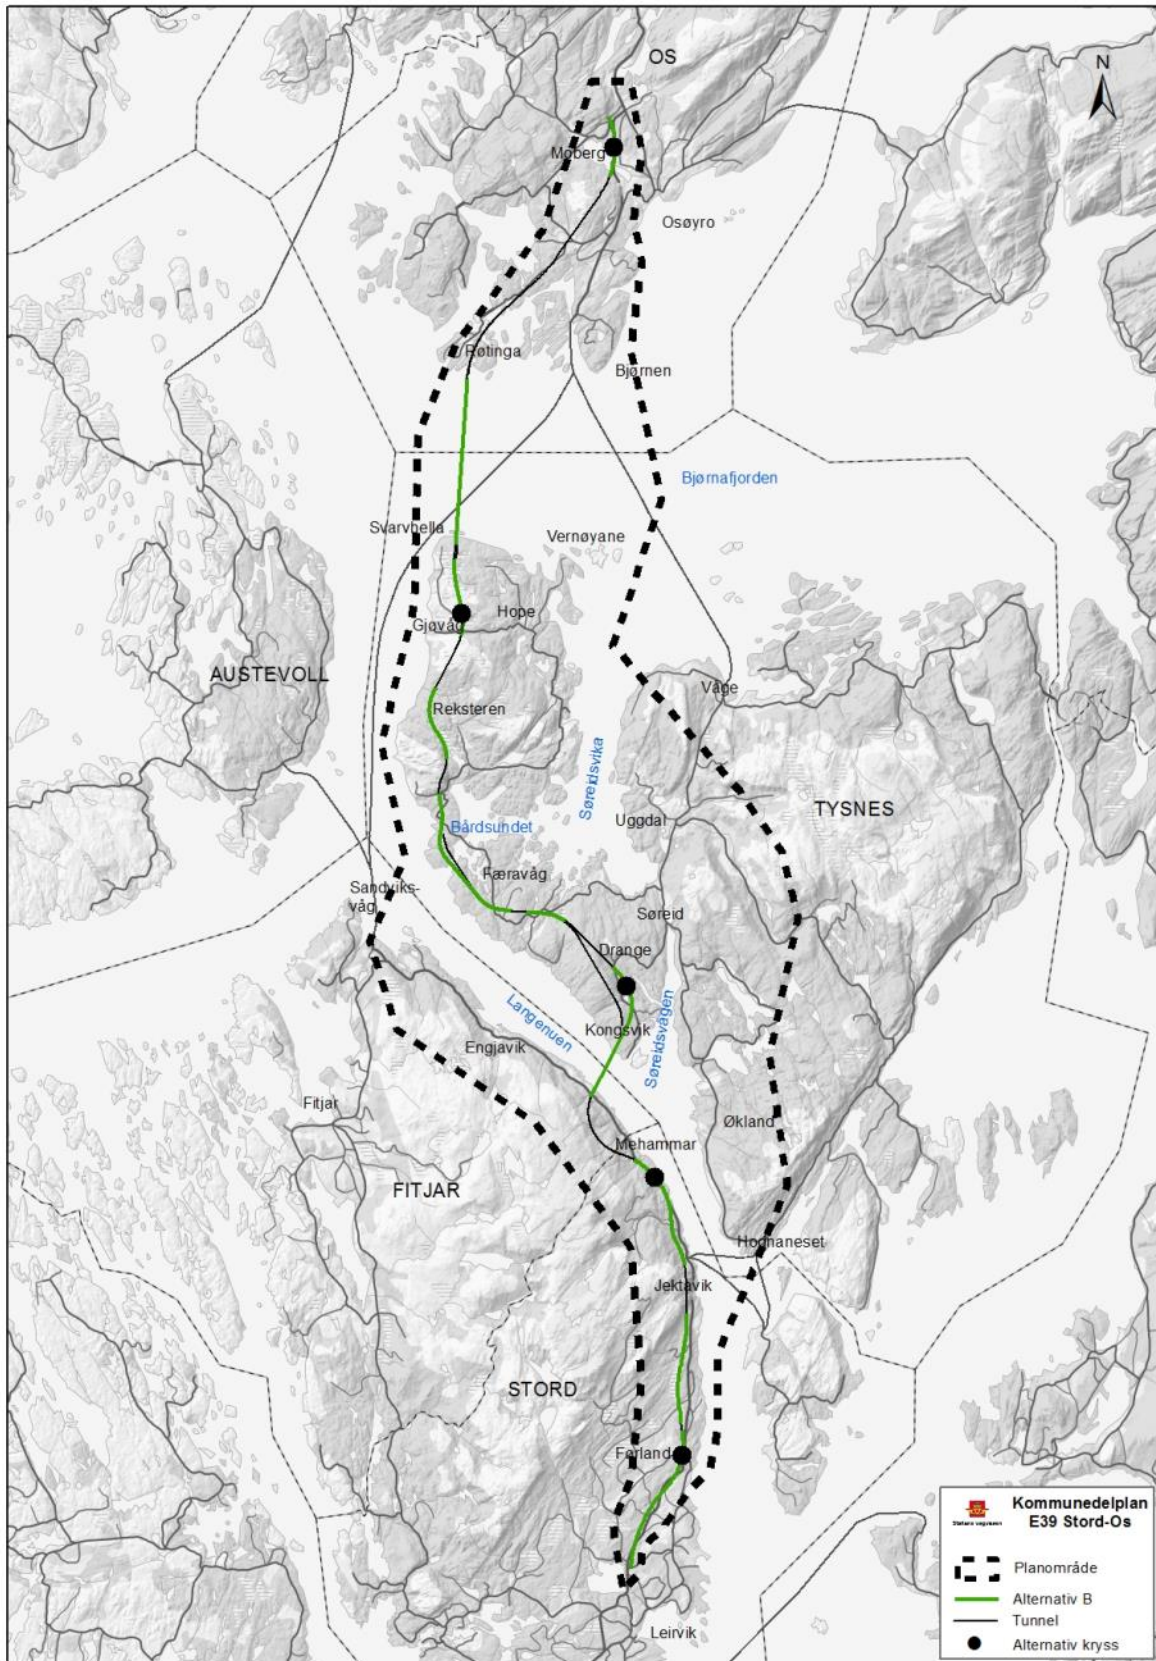 OS
N
Moberg
Osøyro
Røtinga
Bjørnen
Bjørnafjorden
Svarvhella
Vernøyane
Hope
Gjøvåg
AUSTEVOLL
Våge
Reksteren
Søreidsvika
TYSNES
Uggdal
Bårdsundet
Færavåg
Sandviks-
våg
Søreid
Drange
Langenuen
Kongsvik
Søreidsvågen
Engjavik
Fitjar
Økland
Mehammar
FITJAR
Hodnaneset
Jektavik
STORD
Førland
Leirvik
Kommunedelplan
E39 Stord-Os
Statens vegvesen
Planområde
Alternativ B
Tunnel
Alternativ kryss